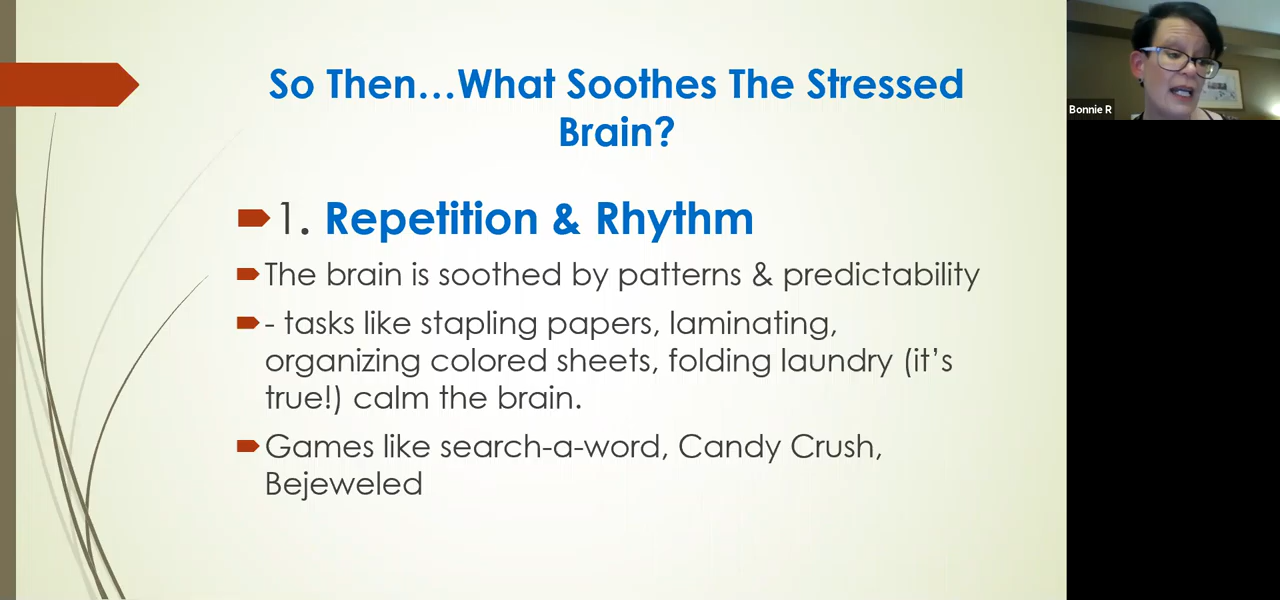 So Then…What Soothes The Stressed
Brain?
1. Repetition & Rhythm
The brain is soothed by patterns & predictability
- tasks like stapling papers, laminating,
organizing colored sheets, folding laundry (it’s
true!) calm the brain.
Games like search-a-word, Candy Crush,
Bejeweled
Bonnie R